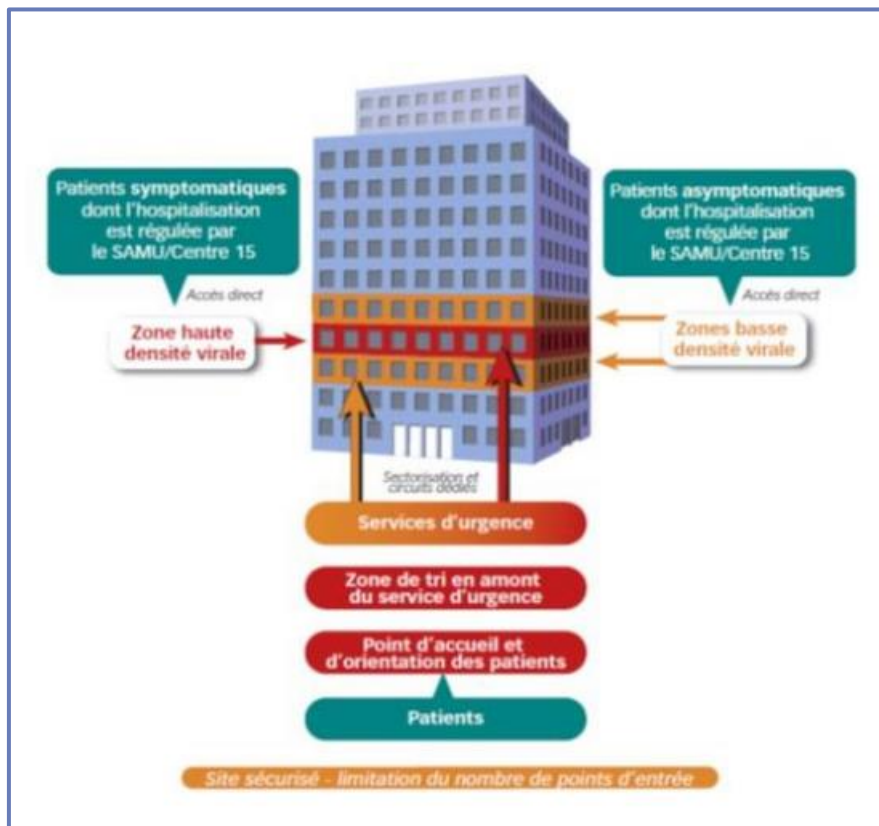 Patients symptomatiques
dont l'hospitalisation
est régulée par
le SAMU/Centre 15
Accès direct
Zone haute
densité virale
Patients asymptomatiques
dont l'hospitalisation
est régulée par
le SAMU/Centre 15
Accès direct
Zones basse
densité virale
Sectorisation et
circuits dédiés
Services d'urgence
Zone de tri en amont
du service d'urgence
Point d'accueil et
d'orientation des patients
Patients
Site sécurisé - limitation du nombre de points d'entrée